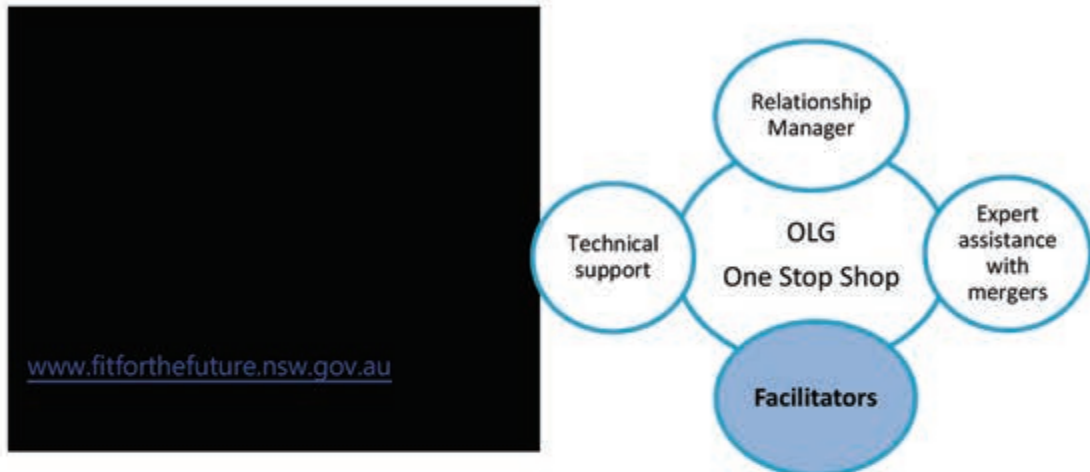 www.fitforthefuture.nsw.gov.au
Relationship
Manager
Technical
support
OLG
One Stop Shop
Expert
assistance
with
mergers
Facilitators